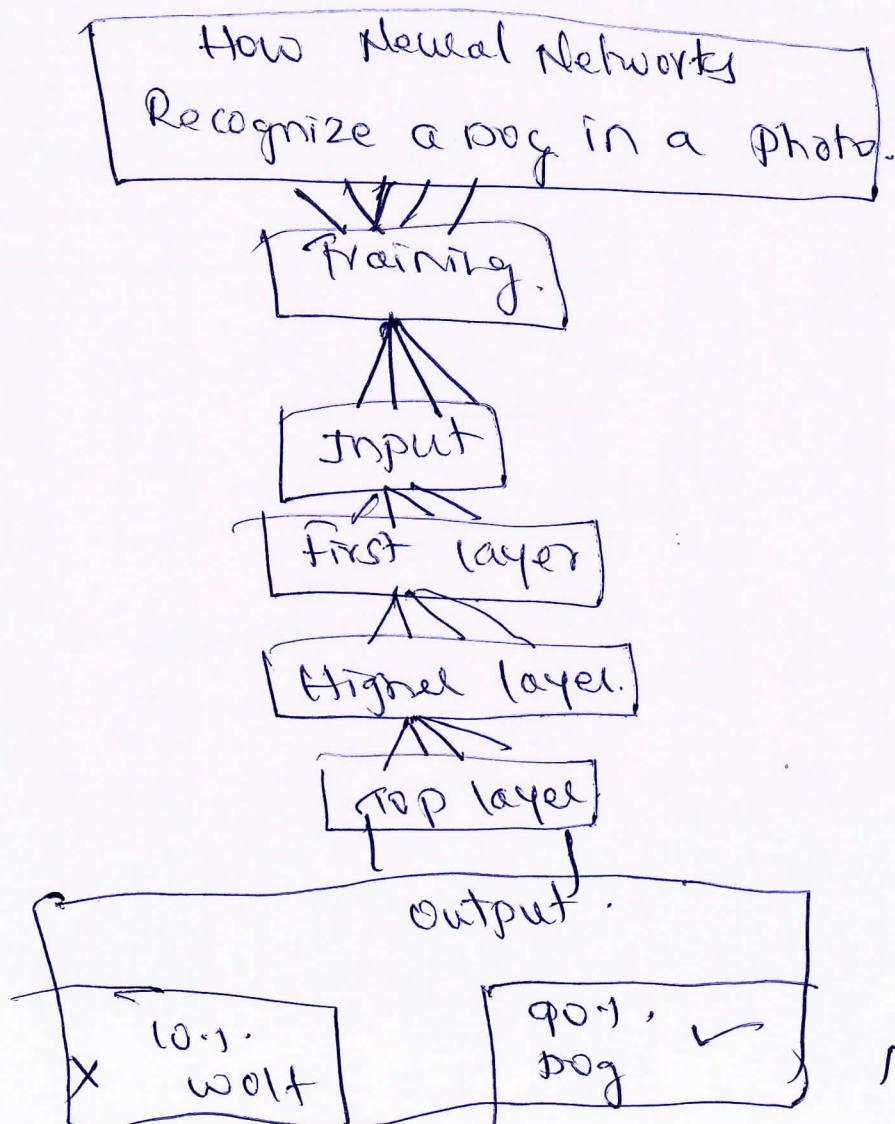 How Neural Networks
Recognize a Dog in a Photo.
Training.
Input
First layer
Higher layer.
Top layer
Output.
10%.
Wolf
90%.
Dog